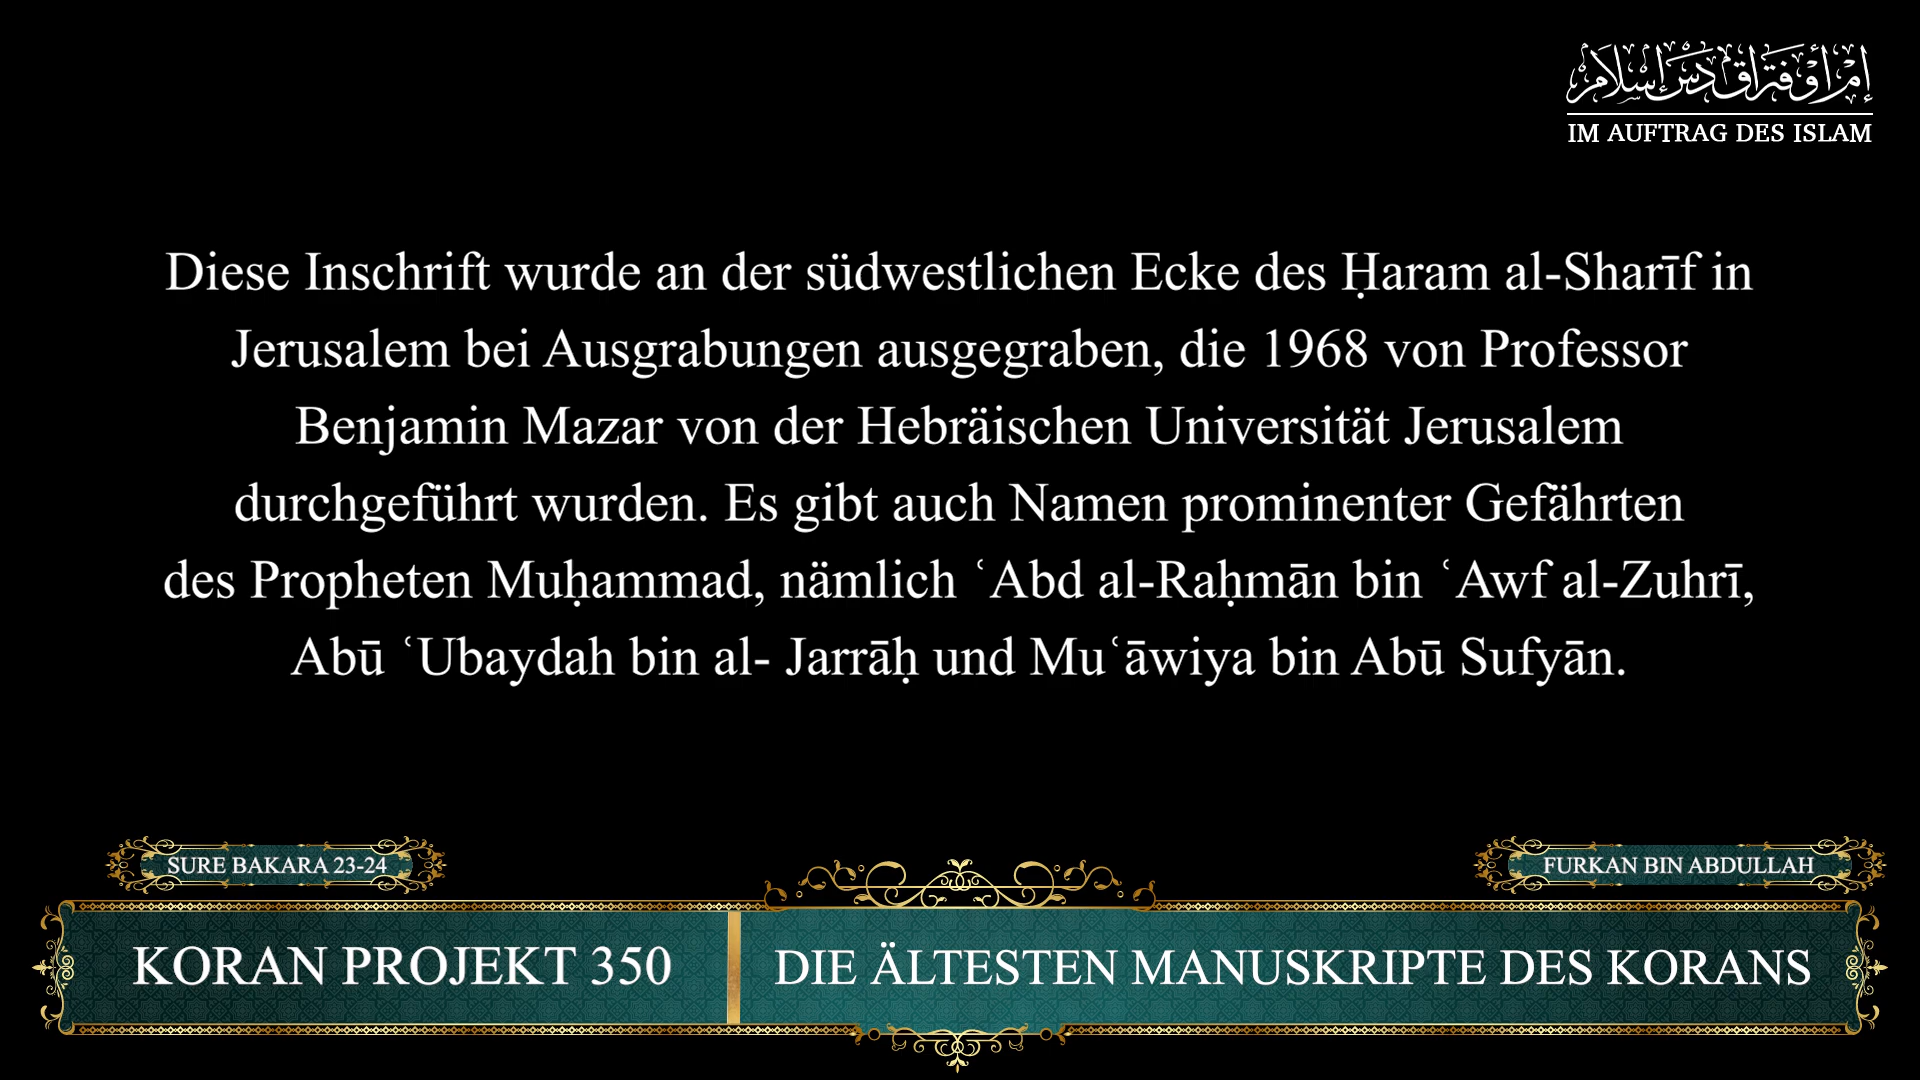 إم أوفتراق دس إسلام
IM AUFTRAG DES ISLAM
Diese Inschrift wurde an der südwestlichen Ecke des Ḥaram al-Sharīf in
Jerusalem bei Ausgrabungen ausgegraben, die 1968 von Professor
Benjamin Mazar von der Hebräischen Universität Jerusalem
durchgeführt wurden. Es gibt auch Namen prominenter Gefährten
des Propheten Muḥammad, nämlich ʿAbd al-Raḥmān bin ʿAwf al-Zuhrī,
Abū ʿUbaydah bin al- Jarrāḥ und Muʿāwiya bin Abū Sufyān.
SURE BAKARA 23-24
FURKAN BIN ABDULLAH
KORAN PROJEKT 350
DIE ÄLTESTEN MANUSKRIPTE DES KORANS